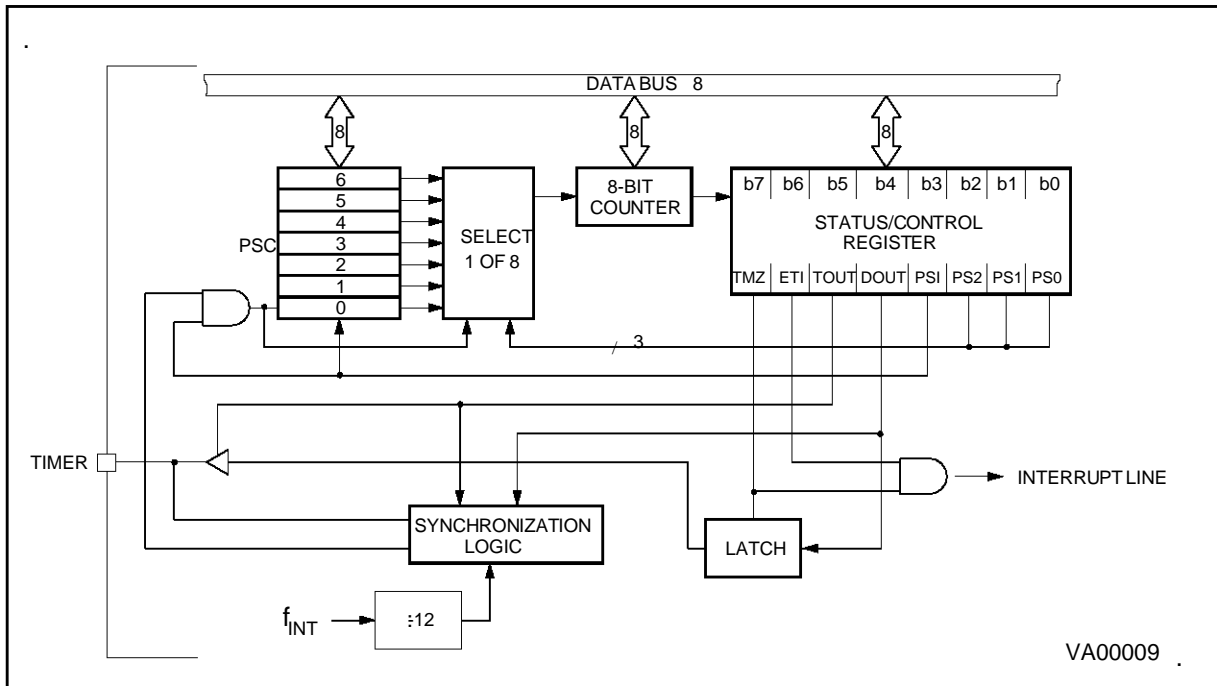 DATA BUS 8
8
8
8
6
5
4
3
2
1
0
PSC
SELECT
1 OF 8
8-BIT
COUNTER
b7 b6 b5 b4 b3 b2 b1 b0
STATUS/CONTROL
REGISTER
TMZ ETI TOUT DOUT PSI PS2 PS1 PS0
/ 3
TIMER
SYNCHRONIZATION
LOGIC
LATCH
INTERRUPT LINE
fINT
:12
VA00009